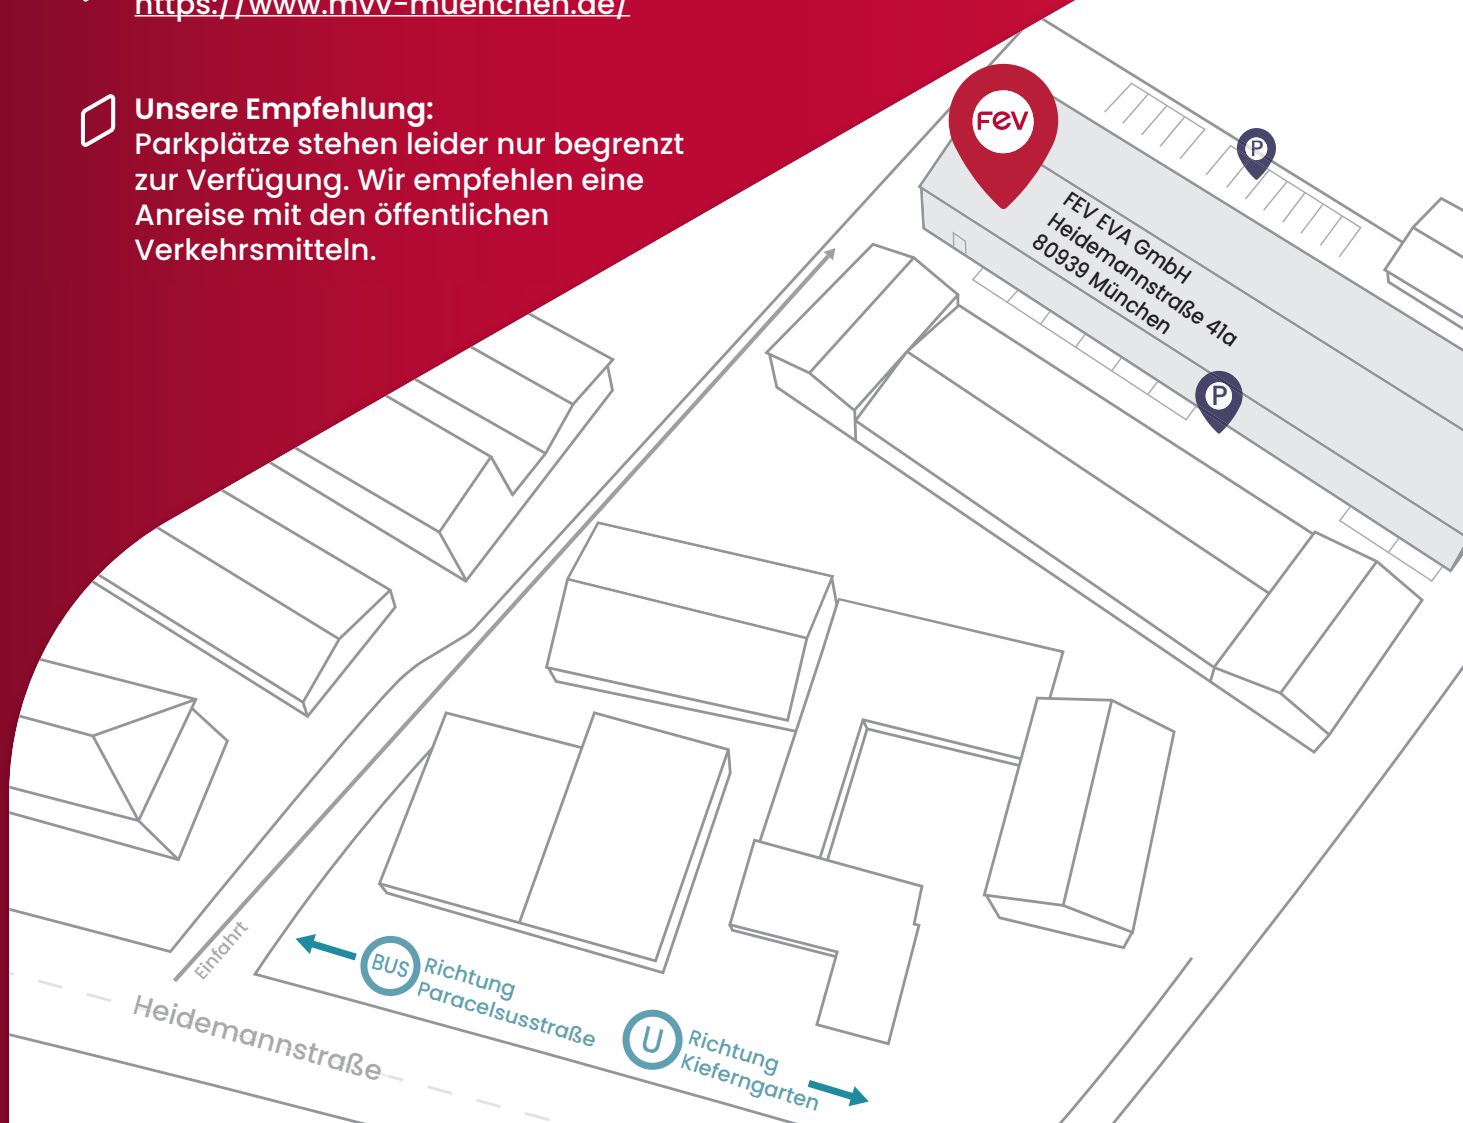 https://www.mvv-muenchen.de/
Unsere Empfehlung:
Parkplätze stehen leider nur begrenzt
zur Verfügung. Wir empfehlen eine
Anreise mit den öffentlichen
Verkehrsmitteln.
FEV
P
FEV EVA GmbH
Heidemannstraße 41a
80939 München
P
Einfahrt
Heidemannstraße
BUS
Richtung
Paracelsusstraße
U
Richtung
Kieferngarten